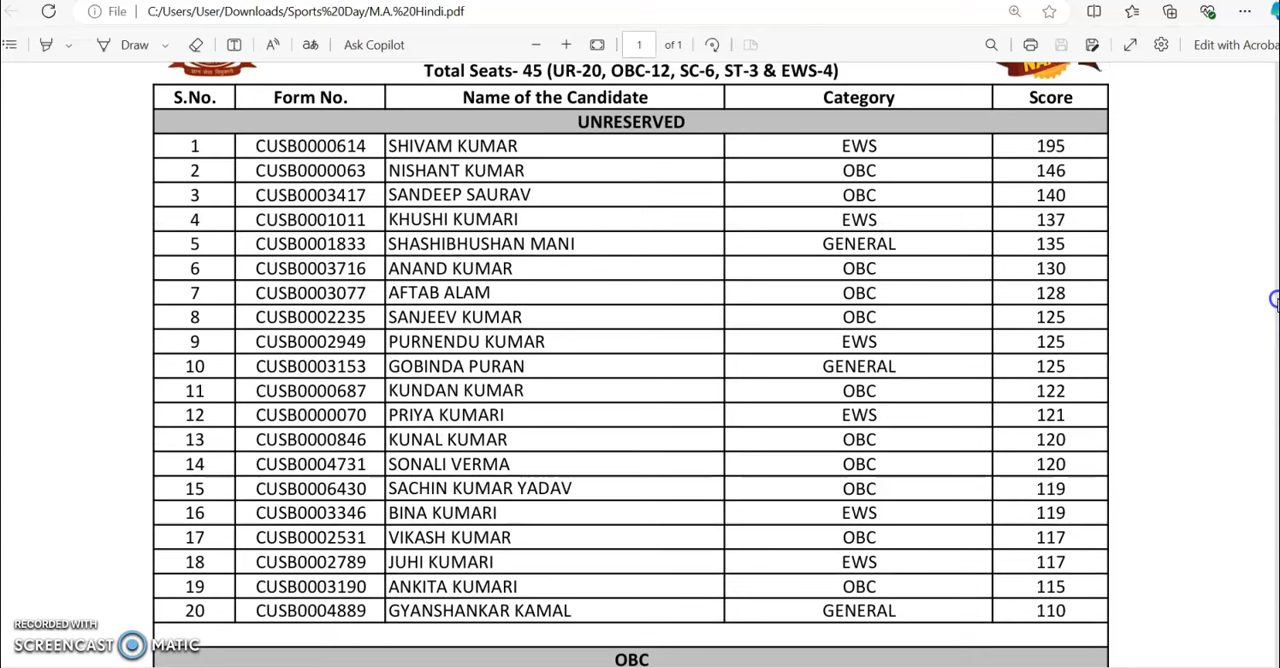 File C:/Users/User/Downloads/Sports%20Day/M.A.%20Hindi.pdf
Draw Ask Copilot 1 of 1 Edit with Acroba
Total Seats- 45 (UR-20, OBC-12, SC-6, ST-3 & EWS-4)
S.No. Form No. Name of the Candidate Category Score
UNRESERVED
1 CUSB0000614 SHIVAM KUMAR EWS 195
2 CUSB0000063 NISHANT KUMAR OBC 146
3 CUSB0003417 SANDEEP SAURAV OBC 140
4 CUSB0001011 KHUSHI KUMARI EWS 137
5 CUSB0001833 SHASHIBHUSHAN MANI GENERAL 135
6 CUSB0003716 ANAND KUMAR OBC 130
7 CUSB0003077 AFTAB ALAM OBC 128
8 CUSB0002235 SANJEEV KUMAR OBC 125
9 CUSB0002949 PURNENDU KUMAR EWS 125
10 CUSB0003153 GOBINDA PURAN GENERAL 125
11 CUSB0000687 KUNDAN KUMAR OBC 122
12 CUSB0000070 PRIYA KUMARI EWS 121
13 CUSB0000846 KUNAL KUMAR OBC 120
14 CUSB0004731 SONALI VERMA OBC 120
15 CUSB0006430 SACHIN KUMAR YADAV OBC 119
16 CUSB0003346 BINA KUMARI EWS 119
17 CUSB0002531 VIKASH KUMAR OBC 117
18 CUSB0002789 JUHI KUMARI EWS 117
19 CUSB0003190 ANKITA KUMARI OBC 115
20 CUSB0004889 GYANSHANKAR KAMAL GENERAL 110
RECORDED WITH
SCREENCAST MATIC
OBC